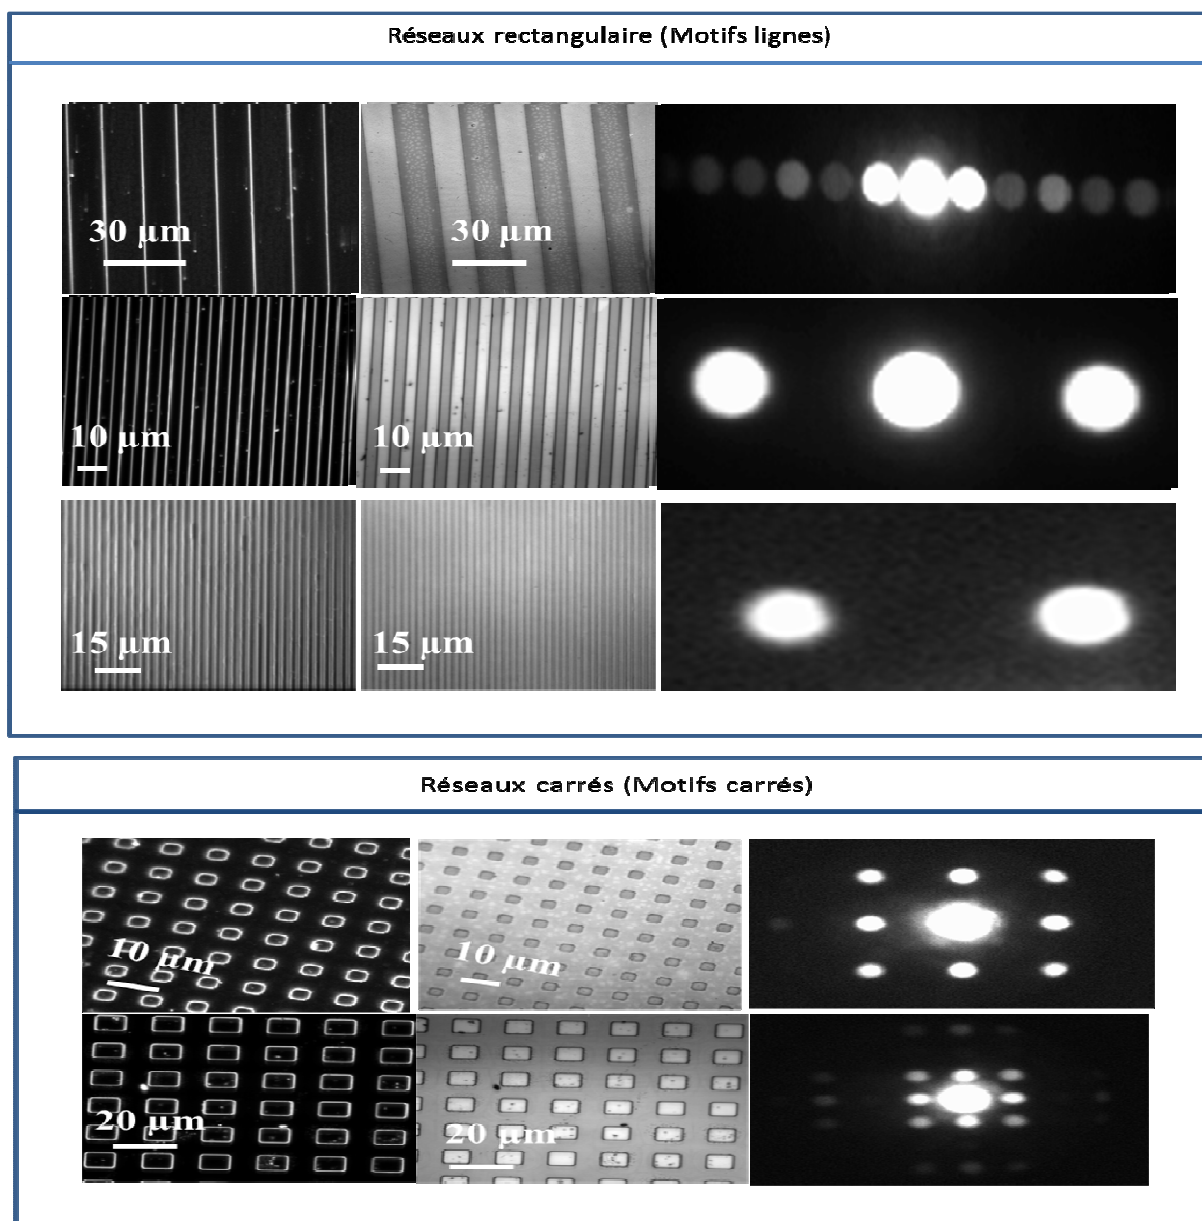 Réseaux rectangulaire (Motifs lignes)
30 µm
30 µm
10 µm
10 µm
15 µm
15 µm
Réseaux carrés (Motifs carrés)
10 µm
10 µm
20 µm
20 µm